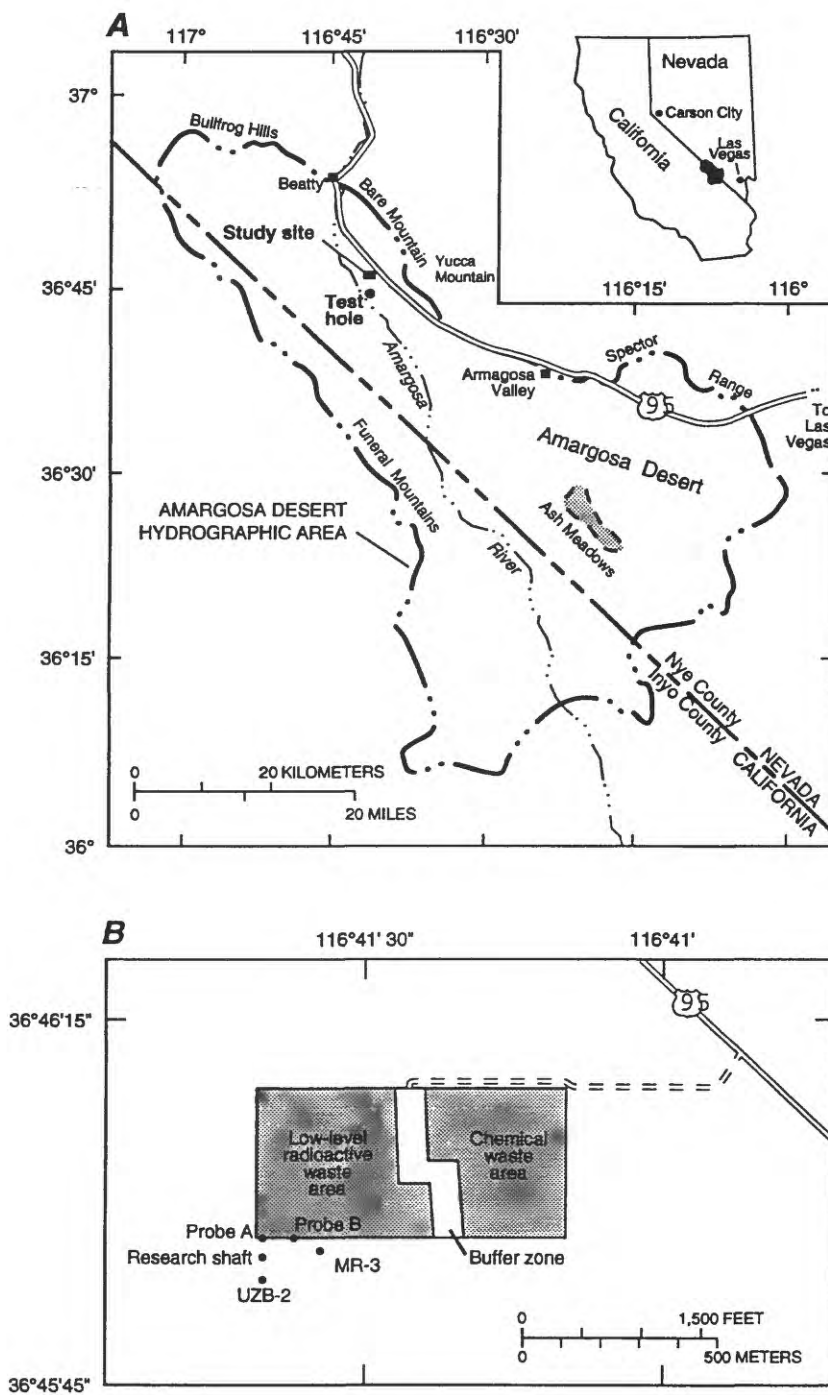 A
117°
116°45'
116°30'
37°
Bullfrog Hills
Beatty
Bare Mountain
Study site
Yucca
Mountain
36°45'
Test
hole
Amargosa
River
Nevada
Carson City
California
Las
Vegas
116°15'
116°
Spector
Range
Armagosa
Valley
95
To
Las
Vegas
Amargosa Desert
36°30'
Funeral Mountains
AMARGOSA DESERT
HYDROGRAPHIC AREA
Ash Meadows
36°15'
Nye County
Inyo County
NEVADA
CALIFORNIA
0 20 KILOMETERS
0 20 MILES
36°
B
116°41' 30"
116°41'
36°46'15"
95
Low-level
radioactive
waste
area
Chemical
waste
area
Probe A
Probe B
Research shaft
MR-3
Buffer zone
UZB-2
0 1,500 FEET
0 500 METERS
36°45'45"